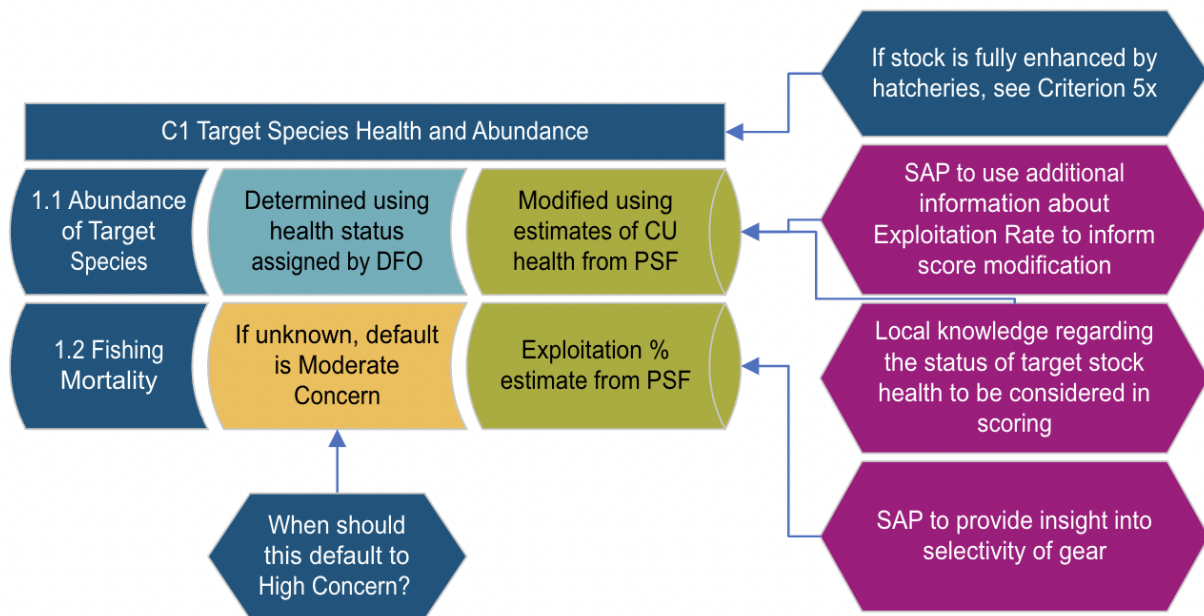 If stock is fully enhanced by
hatcheries, see Criterion 5x
C1 Target Species Health and Abundance
1.1 Abundance
of Target
Species
Determined using
health status
assigned by DFO
Modified using
estimates of CU
health from PSF
SAP to use additional
information about
Exploitation Rate to inform
score modification
1.2 Fishing
Mortality
If unknown, default
is Moderate
Concern
Exploitation %
estimate from PSF
Local knowledge regarding
the status of target stock
health to be considered in
scoring
When should
this default to
High Concern?
SAP to provide insight into
selectivity of gear